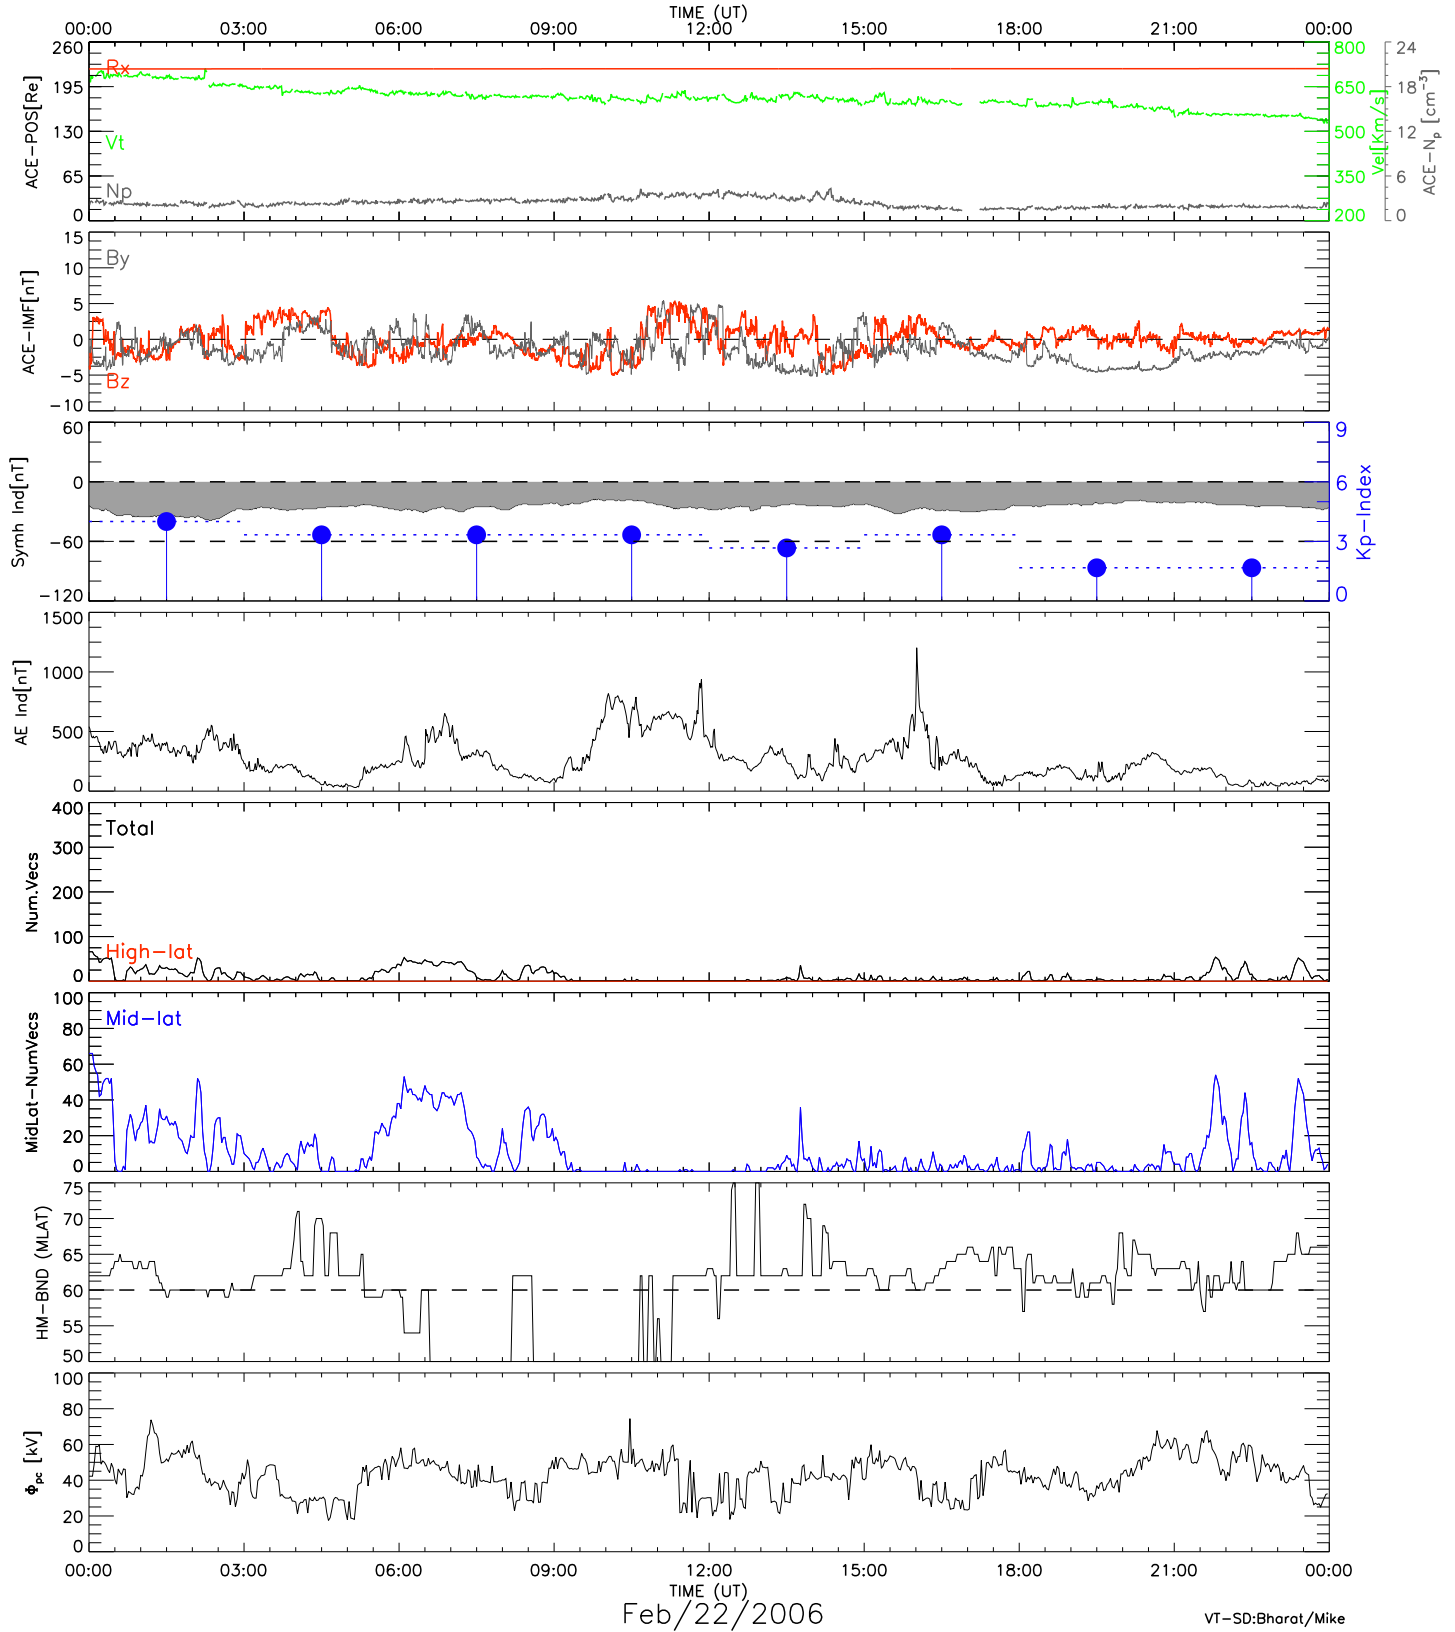 TIME (UT)
00:00 03:00 06:00 09:00 12:00 15:00 18:00 21:00 00:00
260 195 130 65 0
ACE-POS[Re]
Rx
Vt
Np
800 650 500 350 200
Vel[Km/s]
24 18 12 6 0
ACE-Np [cm⁻³]
15 10 5 0 -5 -10
ACE-IMF[nT]
By
Bz
60 0 -60 -120
Symh Ind[nT]
9 6 3 0
Kp-Index
1500 1000 500 0
AE Ind[nT]
400 300 200 100 0
Num.Vecs
Total
High-lat
100 80 60 40 20 0
MidLat-NumVecs
Mid-lat
75 70 65 60 55 50
HM-BND (MLAT)
100 80 60 40 20 0
Φpc [kV]
00:00 03:00 06:00 09:00 12:00 15:00 18:00 21:00 00:00
TIME (UT)
Feb/22/2006
VT-SD:Bharat/Mike